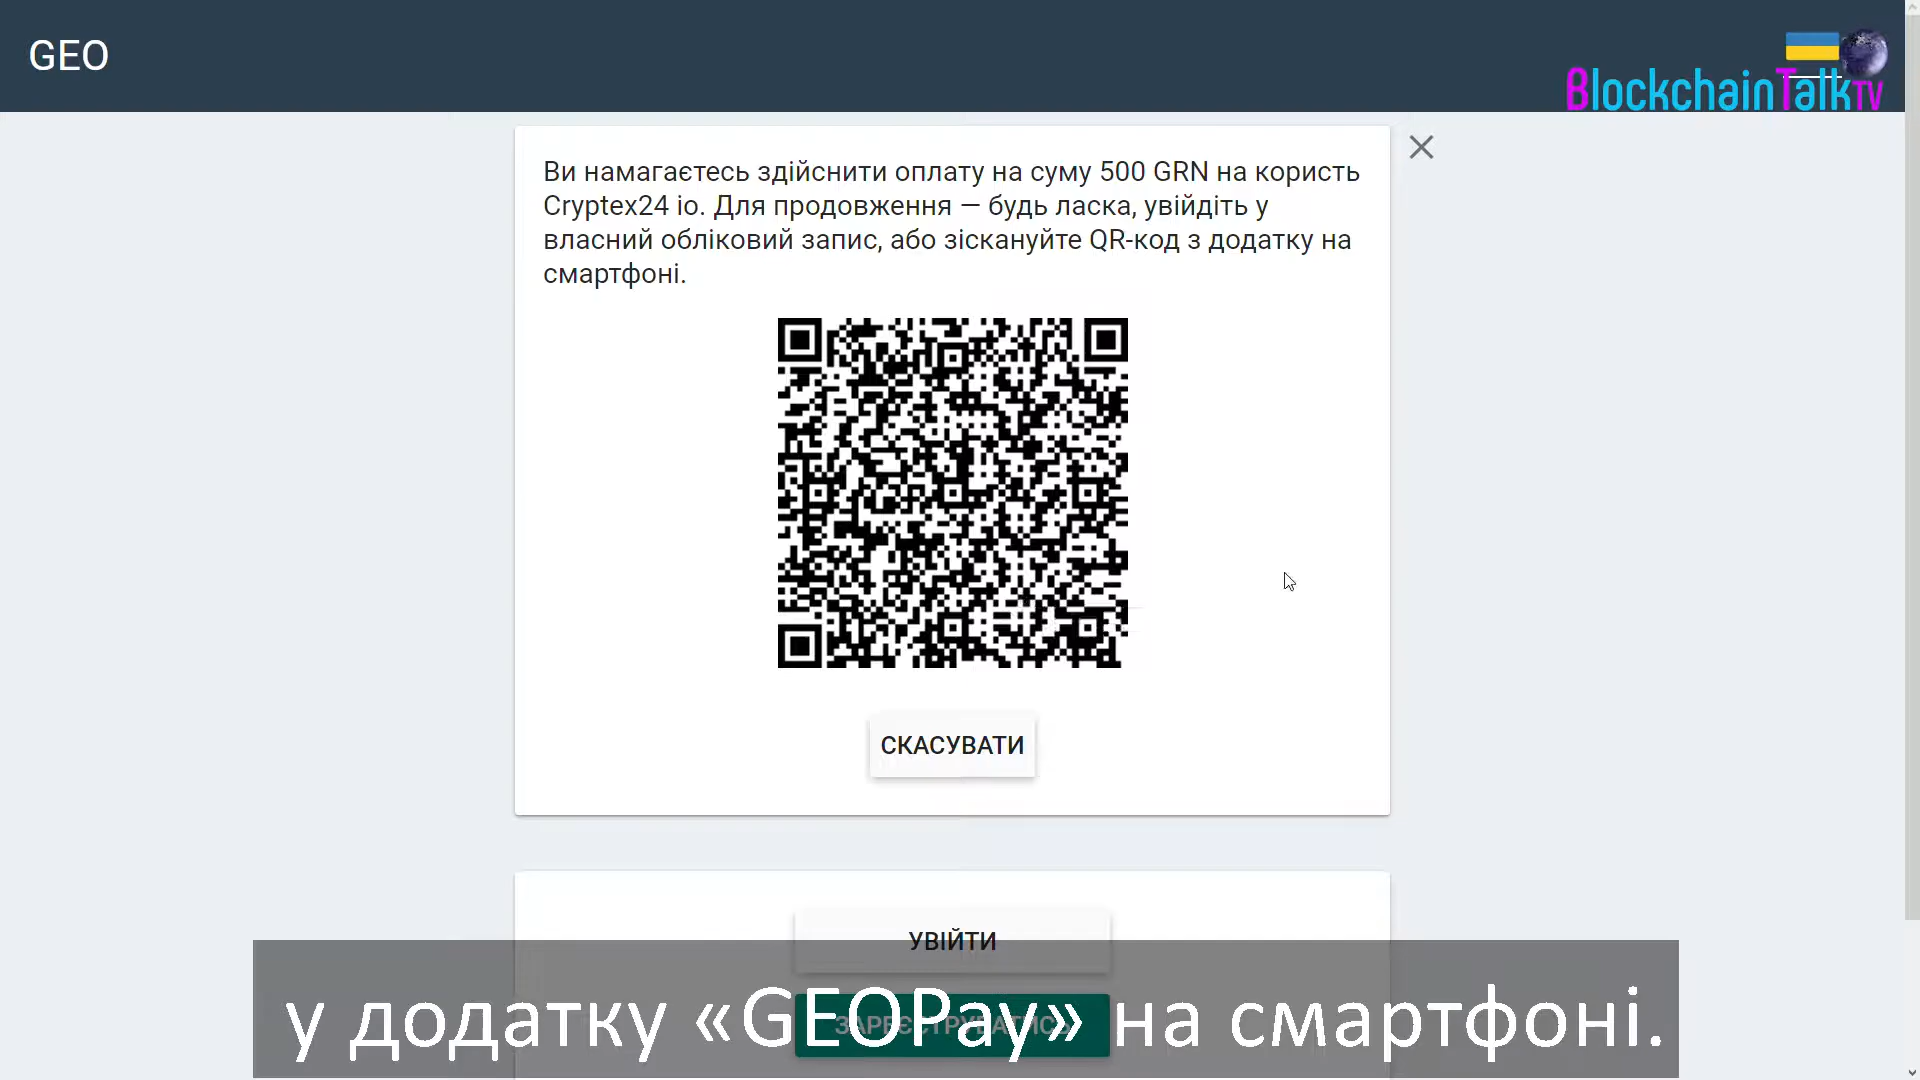 GEO
BlockchainTalkTV
Ви намагаєтесь здійснити оплату на суму 500 GRN на користь
Cryptex24 io. Для продовження — будь ласка, увійдіть у
власний обліковий запис, або зіскануйте QR-код з додатку на
смартфоні.
СКАСУВАТИ
УВІЙТИ
ЗАРЕЄСТРУВАТИСЬ
у додатку «GEOPay» на смартфоні.